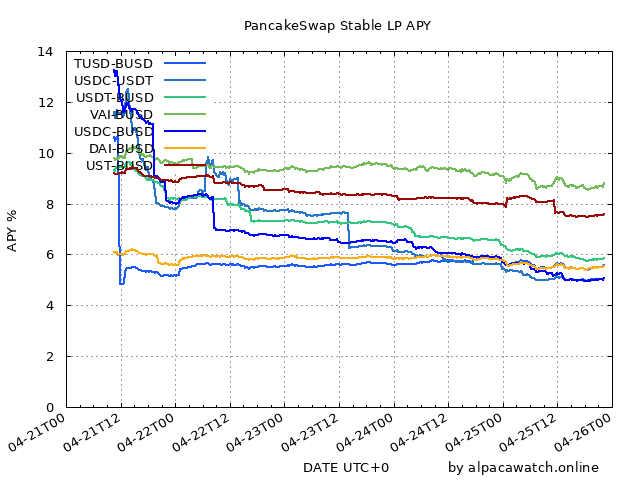 PancakeSwap Stable LP APY
14
12
10
8
6
4
2
0
APY %
TUSD-BUSD
USDC-USDT
USDT-BUSD
VAI-BUSD
USDC-BUSD
DAI-BUSD
UST-BUSD
04-21T00
04-21T12
04-22T00
04-22T12
04-23T00
04-23T12
04-24T00
04-24T12
04-25T00
04-25T12
04-26T00
DATE UTC+0
by alpacawatch.online